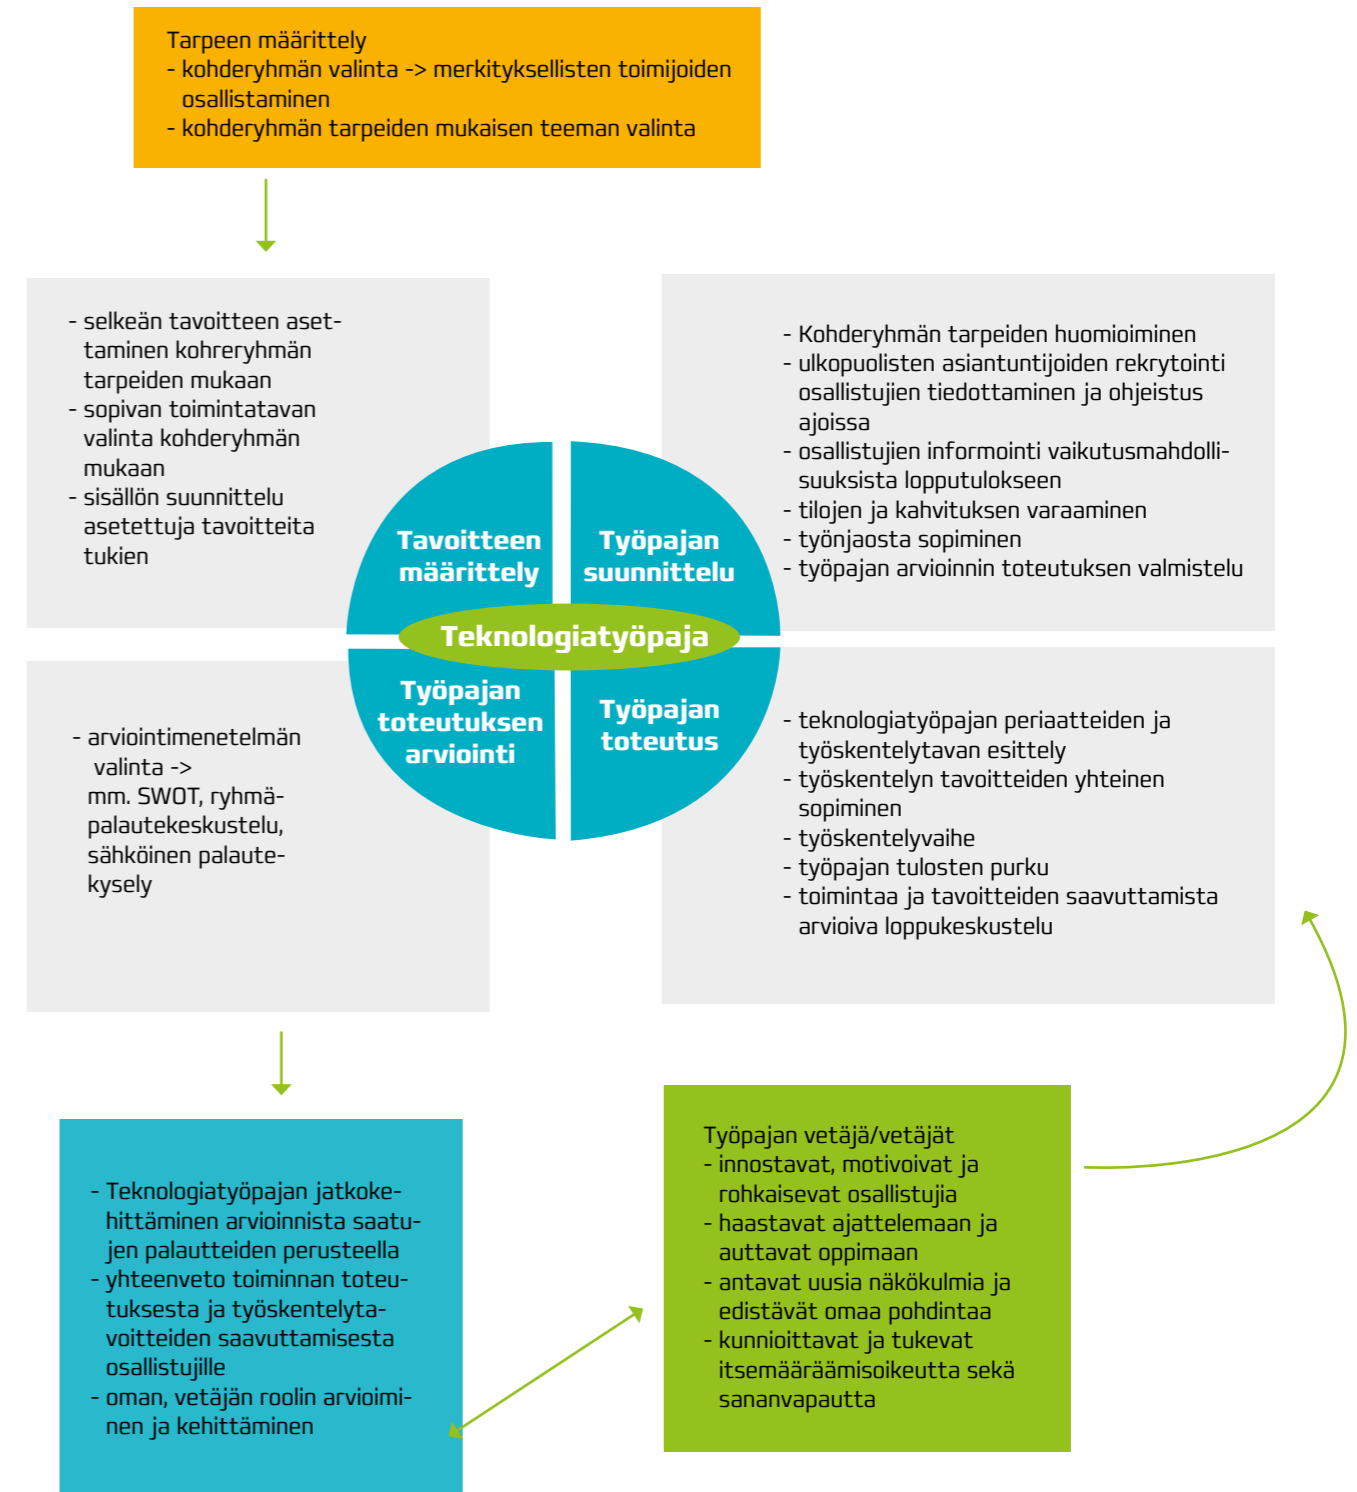 Tarpeen määrittely
- kohderyhmän valinta -> merkityksellisten toimijoiden
osallistaminen
- kohderyhmän tarpeiden mukaisen teeman valinta
- selkeän tavoitteen aset-
taminen kohreryhmän
tarpeiden mukaan
- sopivan toimintatavan
valinta kohderyhmän
mukaan
- sisällön suunnittelu
asetettuja tavoitteita
tukien
- Kohderyhmän tarpeiden huomioiminen
- ulkopuolisten asiantuntijoiden rekrytointi
osallistujien tiedottaminen ja ohjeistus
ajoissa
- osallistujien informointi vaikutusmahdolli-
suuksista lopputulokseen
- tilojen ja kahvituksen varaaminen
- työnjaosta sopiminen
- työpajan arvioinnin toteutuksen valmistelu
Tavoitteen
määrittely
Työpajan
suunnittelu
Teknologiatyöpaja
Työpajan
toteutuksen
arviointi
Työpajan
toteutus
- arviointimenetelmän
valinta ->
mm. SWOT, ryhmä-
palautekeskustelu,
sähköinen palaute-
kysely
- teknologiatyöpajan periaatteiden ja
työskentelytavan esittely
- työskentelyn tavoitteiden yhteinen
sopiminen
- työskentelyvaihe
- työpajan tulosten purku
- toimintaa ja tavoitteiden saavuttamista
arvioiva loppukeskustelu
- Teknologiatyöpajan jatkoke-
hittäminen arvioinnista saatu-
jen palautteiden perusteella
- yhteenveto toiminnan toteu-
tuksesta ja työskentelyta-
voitteiden saavuttamisesta
osallistujille
- oman, vetäjän roolin arvioimi-
nen ja kehittäminen
Työpajan vetäjä/vetäjät
- innostavat, motivoivat ja
rohkaisevat osallistujia
- haastavat ajattelemaan ja
auttavat oppimaan
- antavat uusia näkökulmia ja
edistävät omaa pohdintaa
- kunnioittavat ja tukevat
itsemääräämisoikeutta sekä
sananvapautta